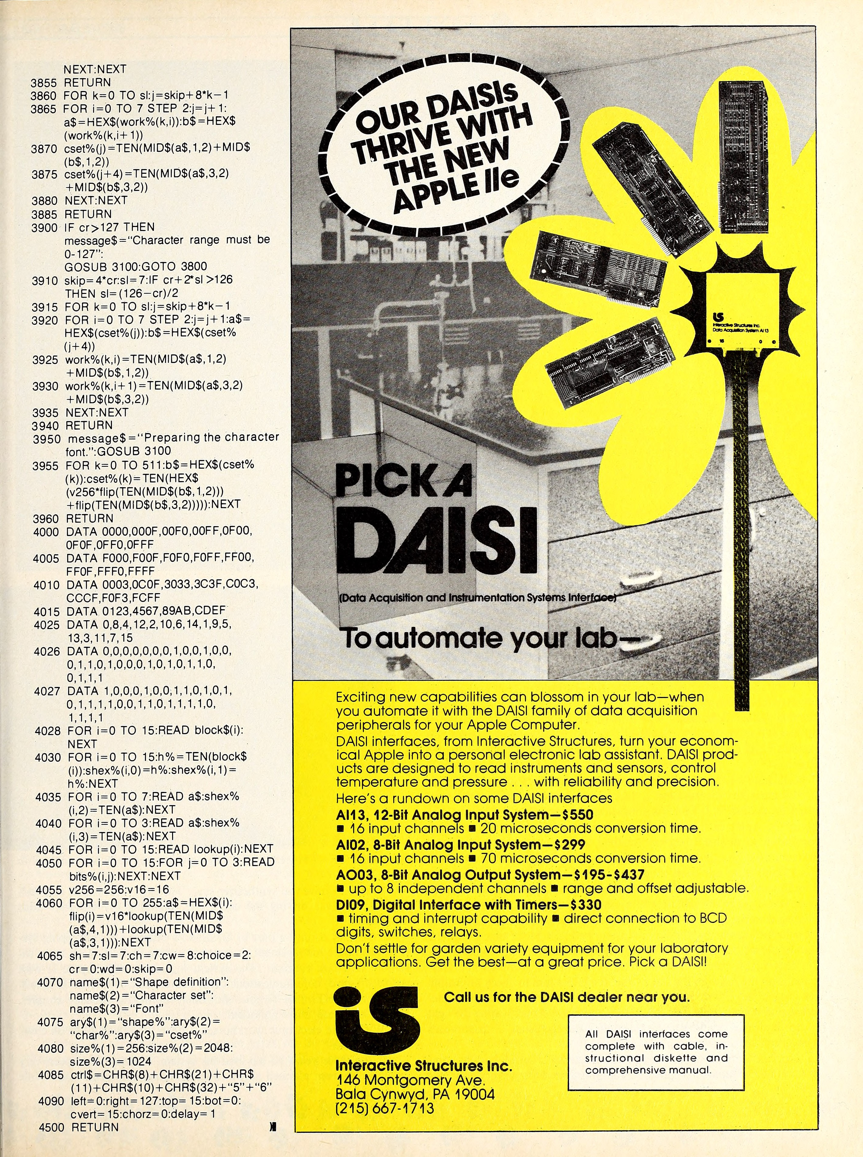 NEXT:NEXT
3855 RETURN
3860 FOR k=0 TO sl:j=skip+8*k−1
3865 FOR i=0 TO 7 STEP 2:j=j+1:
a$=HEX$(work%(k,i)):b$=HEX$
(work%(k,i+1))
3870 cset%(j)=TEN(MID$(a$,1,2)+MID$
(b$,1,2))
3875 cset%(j+4)=TEN(MID$(a$,3,2)
+MID$(b$,3,2))
3880 NEXT:NEXT
3885 RETURN
3900 IF cr>127 THEN
message$="Character range must be
0-127":
GOSUB 3100:GOTO 3800
3910 skip=4*cr:sl=7:IF cr+2*sl>126
THEN sl=(126−cr)/2
3915 FOR k=0 TO sl:j=skip+8*k−1
3920 FOR i=0 TO 7 STEP 2:j=j+1:a$=
HEX$(cset%(j)):b$=HEX$(cset%
(j+4))
3925 work%(k,i)=TEN(MID$(a$,1,2)
+MID$(b$,1,2))
3930 work%(k,i+1)=TEN(MID$(a$,3,2)
+MID$(b$,3,2))
3935 NEXT:NEXT
3940 RETURN
3950 message$="Preparing the character
font.":GOSUB 3100
3955 FOR k=0 TO 511:b$=HEX$(cset%
(k)):cset%(k)=TEN(HEX$
(v256*flip(TEN(MID$(b$,1,2)))
+flip(TEN(MID$(b$,3,2))))):NEXT
3960 RETURN
4000 DATA 0000,000F,00F0,00FF,0F00,
0F0F,0FF0,0FFF
4005 DATA F000,F00F,F0F0,F0FF,FF00,
FF0F,FFF0,FFFF
4010 DATA 0003,0C0F,3033,3C3F,C0C3,
CCCF,F0F3,FCFF
4015 DATA 0123,4567,89AB,CDEF
4025 DATA 0,8,4,12,2,10,6,14,1,9,5,
13,3,11,7,15
4026 DATA 0,0,0,0,0,0,1,0,0,1,0,0,
0,1,1,0,1,0,0,0,1,0,1,0,1,1,0,
0,1,1,1
4027 DATA 1,0,0,0,1,0,0,1,1,0,1,0,1,
0,1,1,1,1,0,0,1,1,0,1,1,1,1,0,
1,1,1,1
4028 FOR i=0 TO 15:READ block$(i):
NEXT
4030 FOR i=0 TO 15:h%=TEN(block$
(i)):shex%(i,0)=h%:shex%(i,1)=
h%:NEXT
4035 FOR i=0 TO 7:READ a$:shex%
(i,2)=TEN(a$):NEXT
4040 FOR i=0 TO 3:READ a$:shex%
(i,3)=TEN(a$):NEXT
4045 FOR i=0 TO 15:READ lookup(i):NEXT
4050 FOR i=0 TO 15:FOR j=0 TO 3:READ
bits%(i,j):NEXT:NEXT
4055 v256=256:v16=16
4060 FOR i=0 TO 255:a$=HEX$(i):
flip(i)=v16*lookup(TEN(MID$
(a$,4,1)))+lookup(TEN(MID$
(a$,3,1))):NEXT
4065 sh=7:sl=7:ch=7:cw=8:choice=2:
cr=0:wd=0:skip=0
4070 name$(1)="Shape definition":
name$(2)="Character set":
name$(3)="Font"
4075 ary$(1)="shape%":ary$(2)=
"char%":ary$(3)="cset%"
4080 size%(1)=256:size%(2)=2048:
size%(3)=1024
4085 ctrl$=CHR$(8)+CHR$(21)+CHR$
(11)+CHR$(10)+CHR$(32)+"5"+"6"
4090 left=0:right=127:top=15:bot=0:
cvert=15:chorz=0:delay=1
4500 RETURN
OUR DAISIs
THRIVE WITH
THE NEW
APPLE //e
iS
Interactive Structures Inc.
Data Acquisition System AI13
PICK A
DAISI
(Data Acquisition and Instrumentation Systems Interface)
To automate your lab—
Exciting new capabilities can blossom in your lab—when
you automate it with the DAISI family of data acquisition
peripherals for your Apple Computer.
DAISI interfaces, from Interactive Structures, turn your econom-
ical Apple into a personal electronic lab assistant. DAISI prod-
ucts are designed to read instruments and sensors, control
temperature and pressure . . . with reliability and precision.
Here's a rundown on some DAISI interfaces
AI13, 12-Bit Analog Input System—$550
■ 16 input channels ■ 20 microseconds conversion time.
AI02, 8-Bit Analog Input System—$299
■ 16 input channels ■ 70 microseconds conversion time.
AO03, 8-Bit Analog Output System—$195-$437
■ up to 8 independent channels ■ range and offset adjustable.
DI09, Digital Interface with Timers—$330
■ timing and interrupt capability ■ direct connection to BCD
digits, switches, relays.
Don't settle for garden variety equipment for your laboratory
applications. Get the best—at a great price. Pick a DAISI!
iS
Call us for the DAISI dealer near you.
All DAISI interfaces come
complete with cable, in-
structional diskette and
comprehensive manual.
Interactive Structures Inc.
146 Montgomery Ave.
Bala Cynwyd, PA 19004
(215) 667-1713